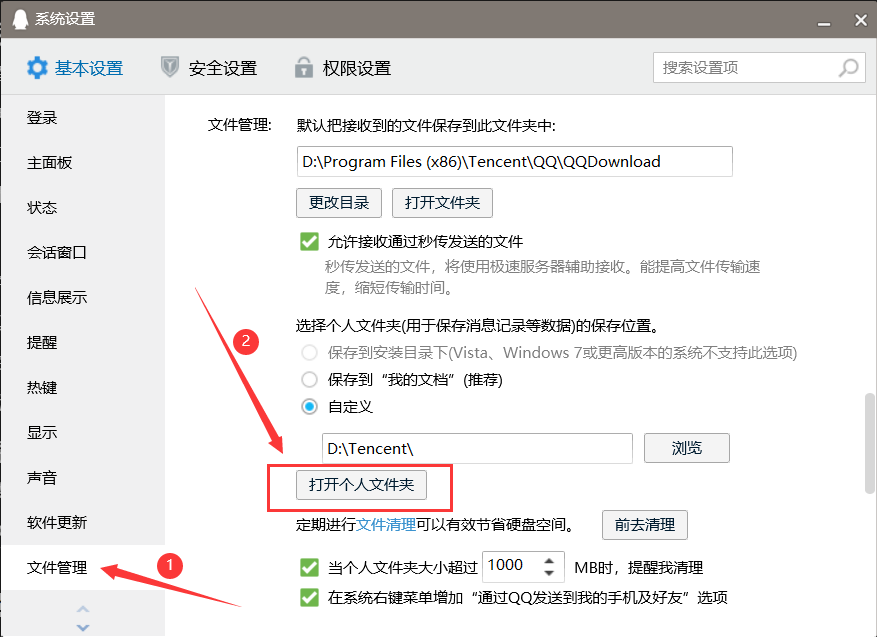 系统设置
基本设置 安全设置 权限设置 搜索设置项
登录
主面板
状态
会话窗口
信息展示
提醒
热键
显示
声音
软件更新
文件管理
1
文件管理: 默认把接收到的文件保存到此文件夹中:
D:\Program Files (x86)\Tencent\QQ\QQDownload
更改目录 打开文件夹
允许接收通过秒传发送的文件
秒传发送的文件，将使用极速服务器辅助接收。能提高文件传输速
度，缩短传输时间。
选择个人文件夹(用于保存消息记录等数据)的保存位置。
2
保存到安装目录下(Vista、Windows 7或更高版本的系统不支持此选项)
保存到“我的文档”(推荐)
自定义
D:\Tencent\ 浏览
打开个人文件夹
定期进行文件清理可以有效节省硬盘空间。 前去清理
当个人文件夹大小超过 1000 MB时，提醒我清理
在系统右键菜单增加“通过QQ发送到我的手机及好友”选项